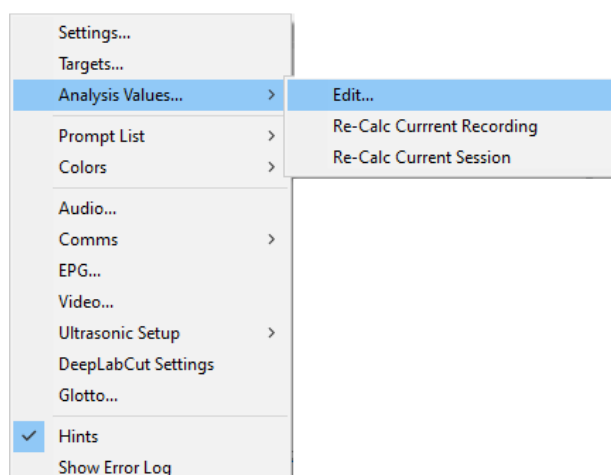 Settings...
Targets...
Analysis Values...
Edit...
Re-Calc Currrent Recording
Re-Calc Current Session
Prompt List
Colors
Audio...
Comms
EPG...
Video...
Ultrasonic Setup
DeepLabCut Settings
Glotto...
Hints
Show Error Log